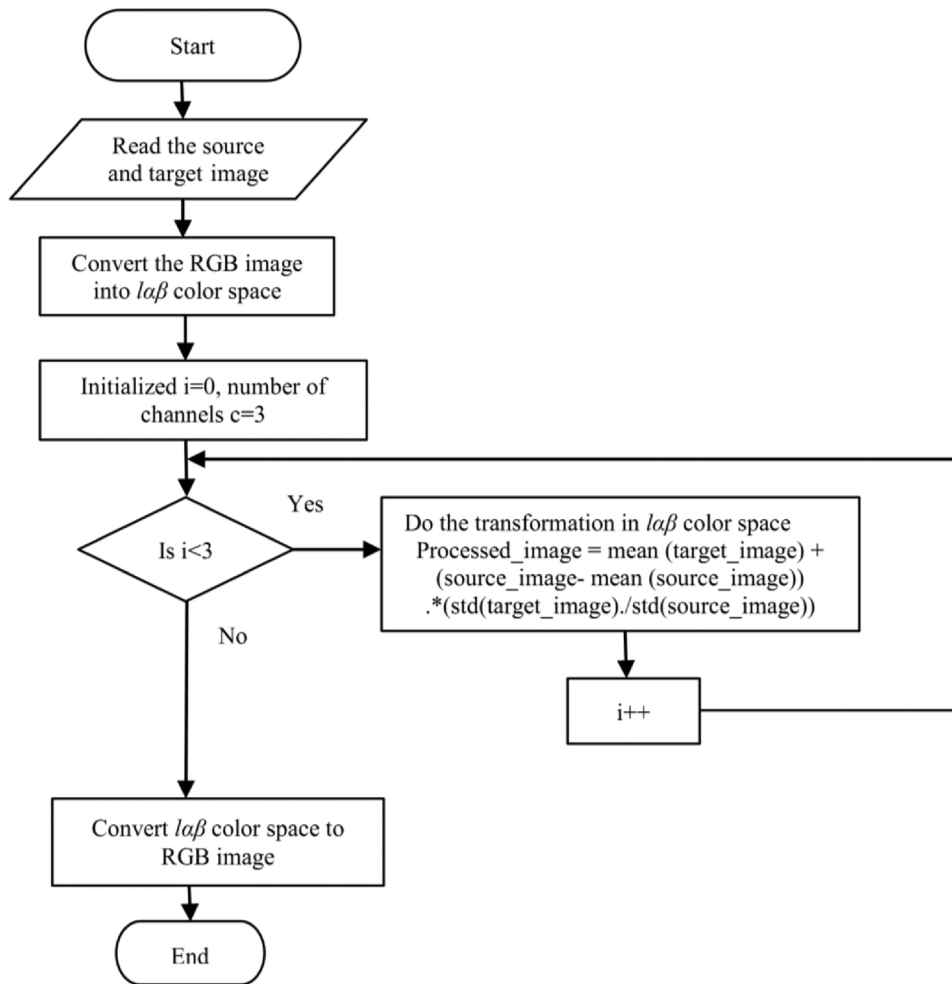 Start
Read the source
and target image
Convert the RGB image
into lαβ color space
Initialized i=0, number of
channels c=3
Is i<3
Yes
Do the transformation in lαβ color space
Processed_image = mean (target_image) +
(source_image- mean (source_image))
.*(std(target_image)./std(source_image))
i++
No
Convert lαβ color space to
RGB image
End